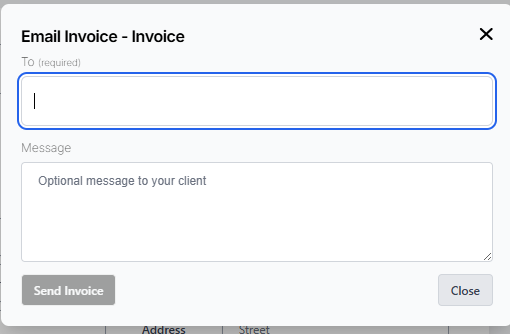 Email Invoice - Invoice
To (required)
Message
Optional message to your client
Send Invoice
Close
Address
Street